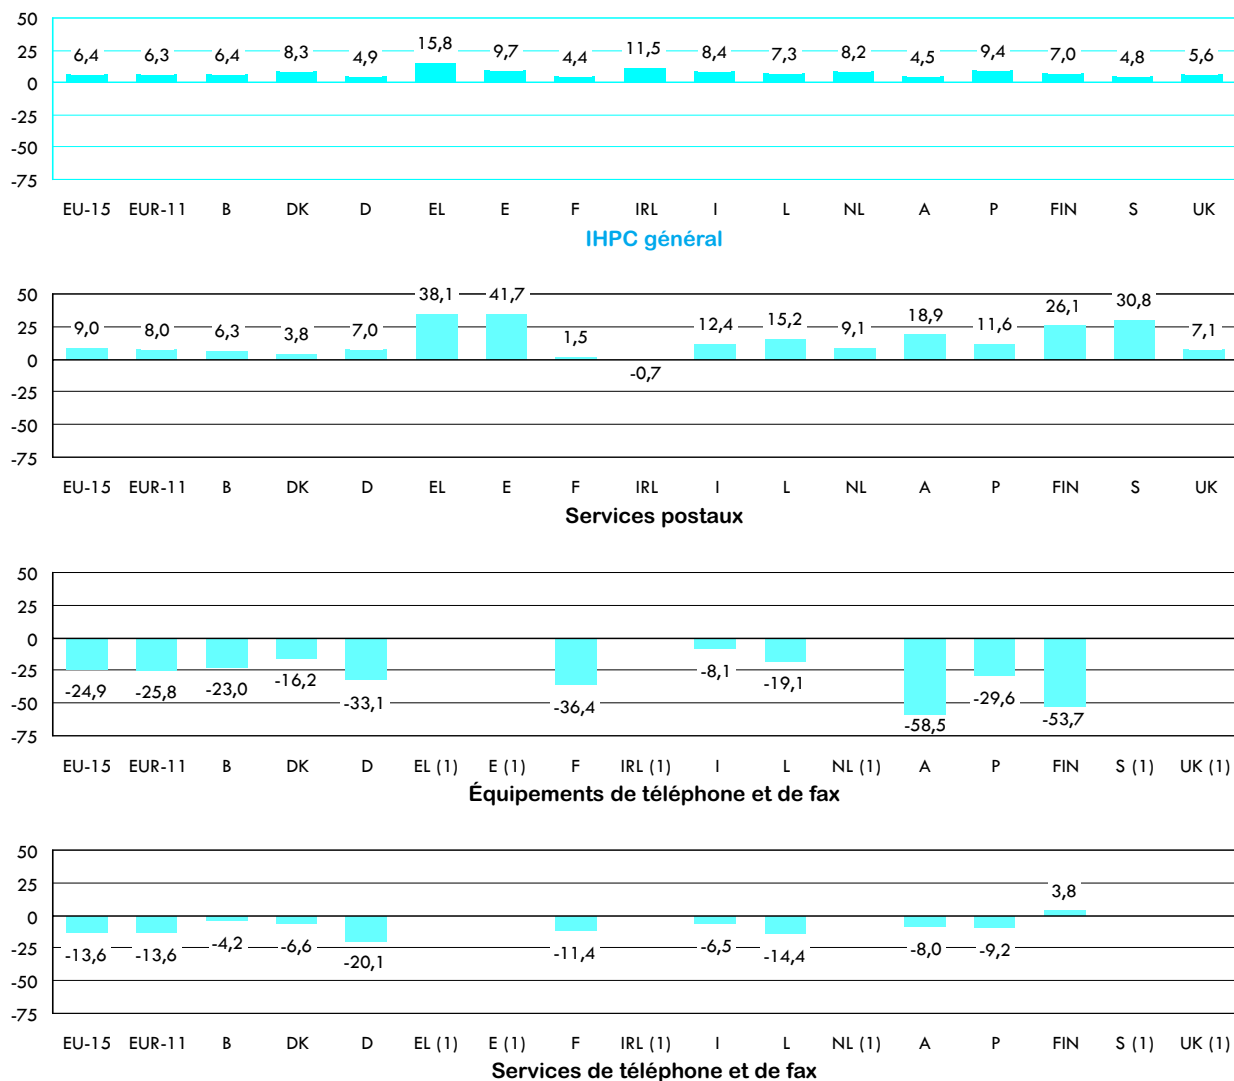 50
6,4 6,3 6,4 8,3 4,9 15,8 9,7 4,4 11,5 8,4 7,3 8,2 4,5 9,4 7,0 4,8 5,6
25
0
-25
-50
-75
EU-15 EUR-11 B DK D EL E F IRL I L NL A P FIN S UK
IHPC général
50
9,0 8,0 6,3 3,8 7,0 38,1 41,7 1,5 -0,7 12,4 15,2 9,1 18,9 11,6 26,1 30,8 7,1
25
0
-25
-50
-75
EU-15 EUR-11 B DK D EL E F IRL I L NL A P FIN S UK
Services postaux
50
25
0
-25
-24,9 -25,8 -23,0 -16,2 -33,1 -36,4 -8,1 -19,1 -58,5 -29,6 -53,7
-50
-75
EU-15 EUR-11 B DK D EL (1) E (1) F IRL (1) I L NL (1) A P FIN S (1) UK (1)
Équipements de téléphone et de fax
50
25
0
-13,6 -13,6 -4,2 -6,6 -20,1 -11,4 -6,5 -14,4 -8,0 -9,2 3,8
-25
-50
-75
EU-15 EUR-11 B DK D EL (1) E (1) F IRL (1) I L NL (1) A P FIN S (1) UK (1)
Services de téléphone et de fax